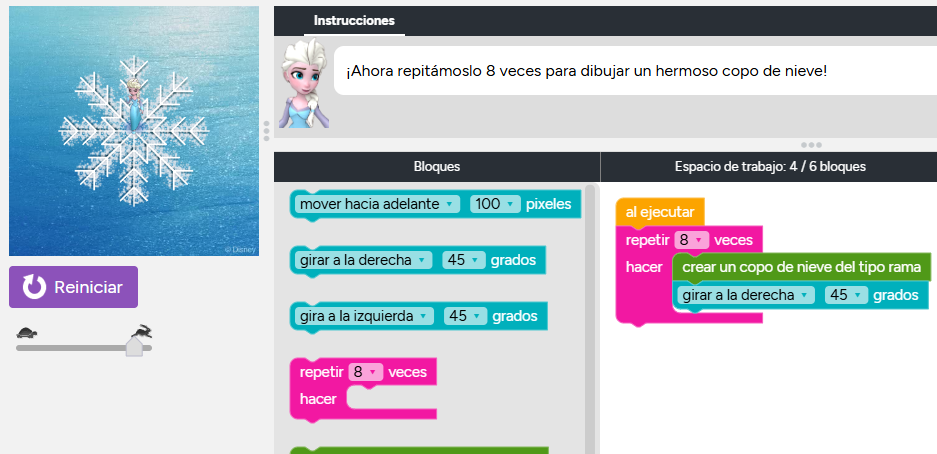 Instrucciones
¡Ahora repitámoslo 8 veces para dibujar un hermoso copo de nieve!
© Disney
Reiniciar
Bloques
mover hacia adelante 100 pixeles
girar a la derecha 45 grados
gira a la izquierda 45 grados
repetir 8 veces
hacer
Espacio de trabajo: 4 / 6 bloques
al ejecutar
repetir 8 veces
hacer crear un copo de nieve del tipo rama
girar a la derecha 45 grados